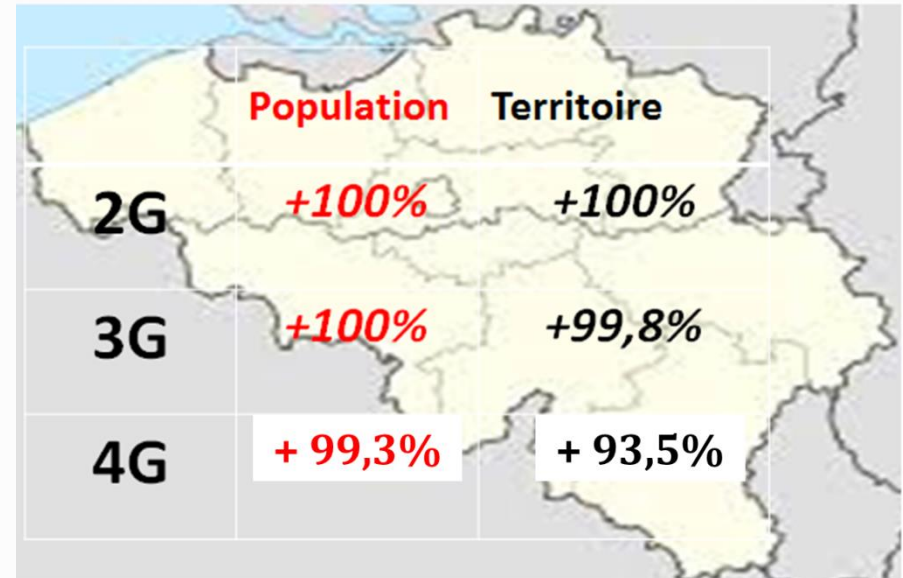 Population Territoire
2G +100% +100%
3G +100% +99,8%
4G + 99,3% + 93,5%